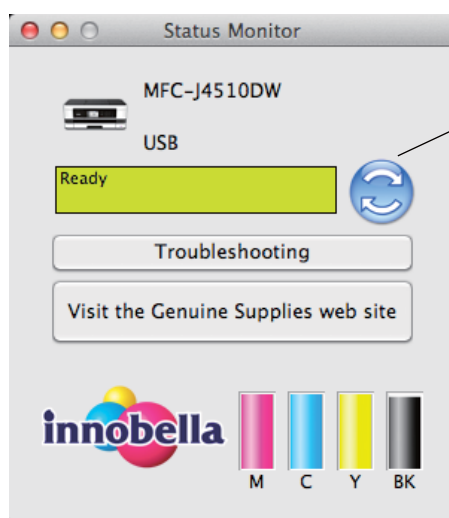 Status Monitor
MFC-J4510DW
USB
Ready
Troubleshooting
Visit the Genuine Supplies web site
innobella
M C Y BK